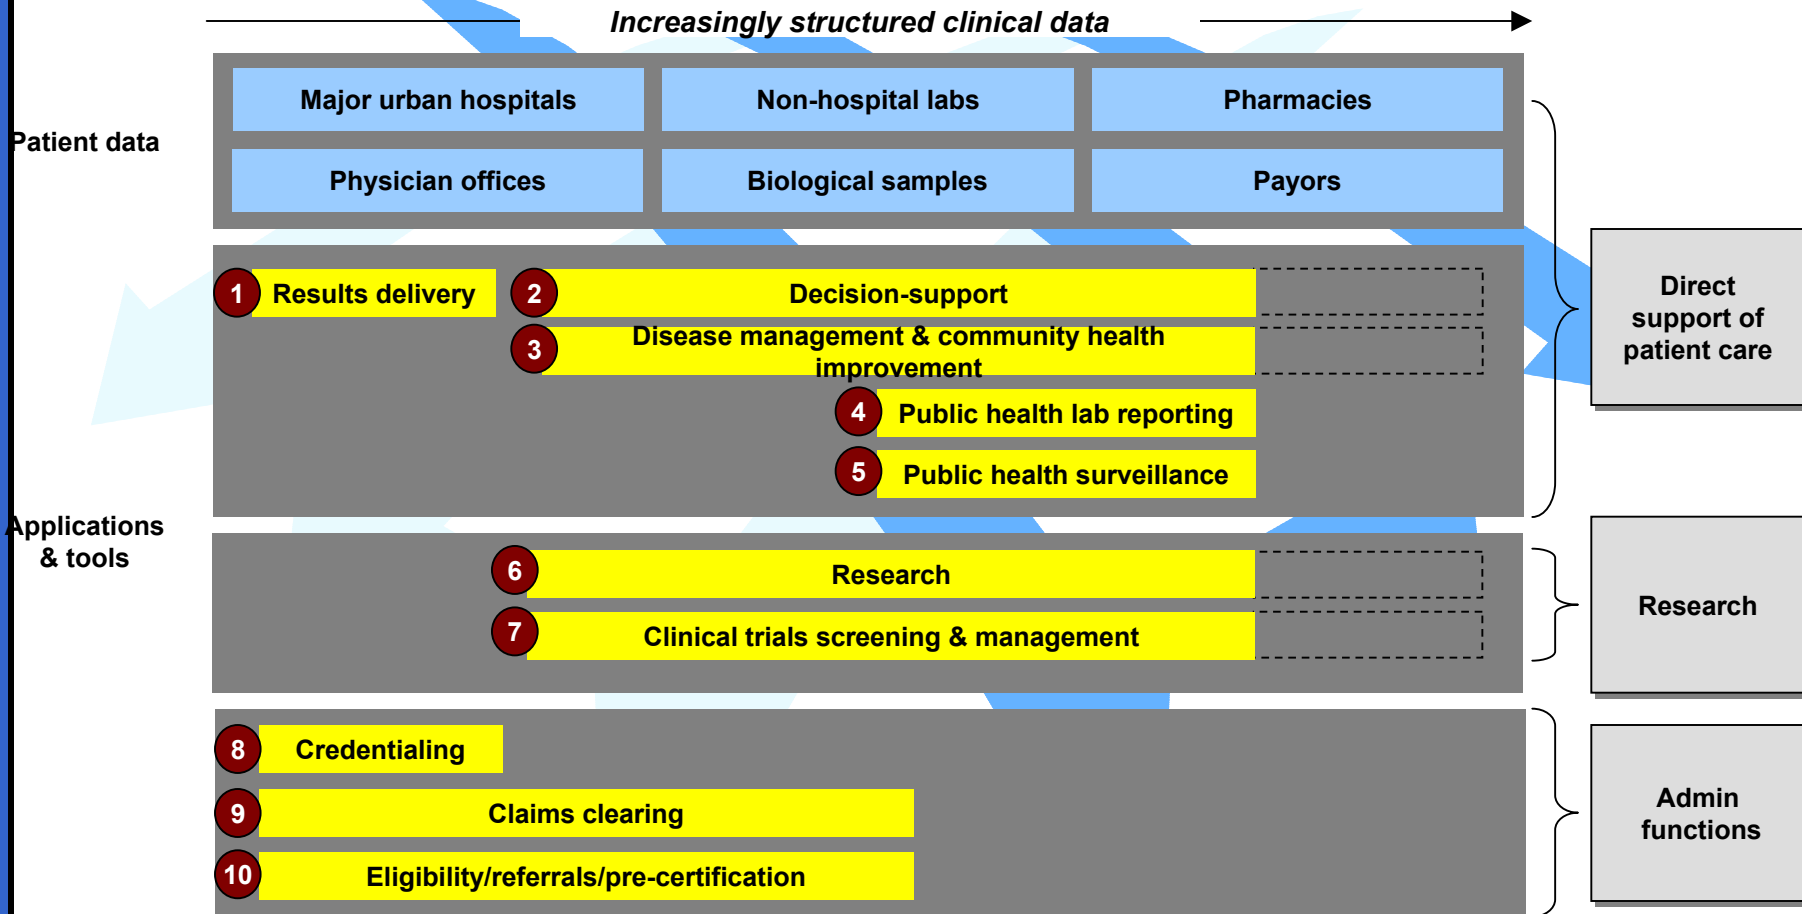 Increasingly structured clinical data
Patient data
Major urban hospitals
Non-hospital labs
Pharmacies
Physician offices
Biological samples
Payors
Applications
& tools
1
Results delivery
2
Decision-support
3
Disease management & community health
improvement
4
Public health lab reporting
5
Public health surveillance
Direct
support of
patient care
6
Research
7
Clinical trials screening & management
Research
8
Credentialing
9
Claims clearing
10
Eligibility/referrals/pre-certification
Admin
functions